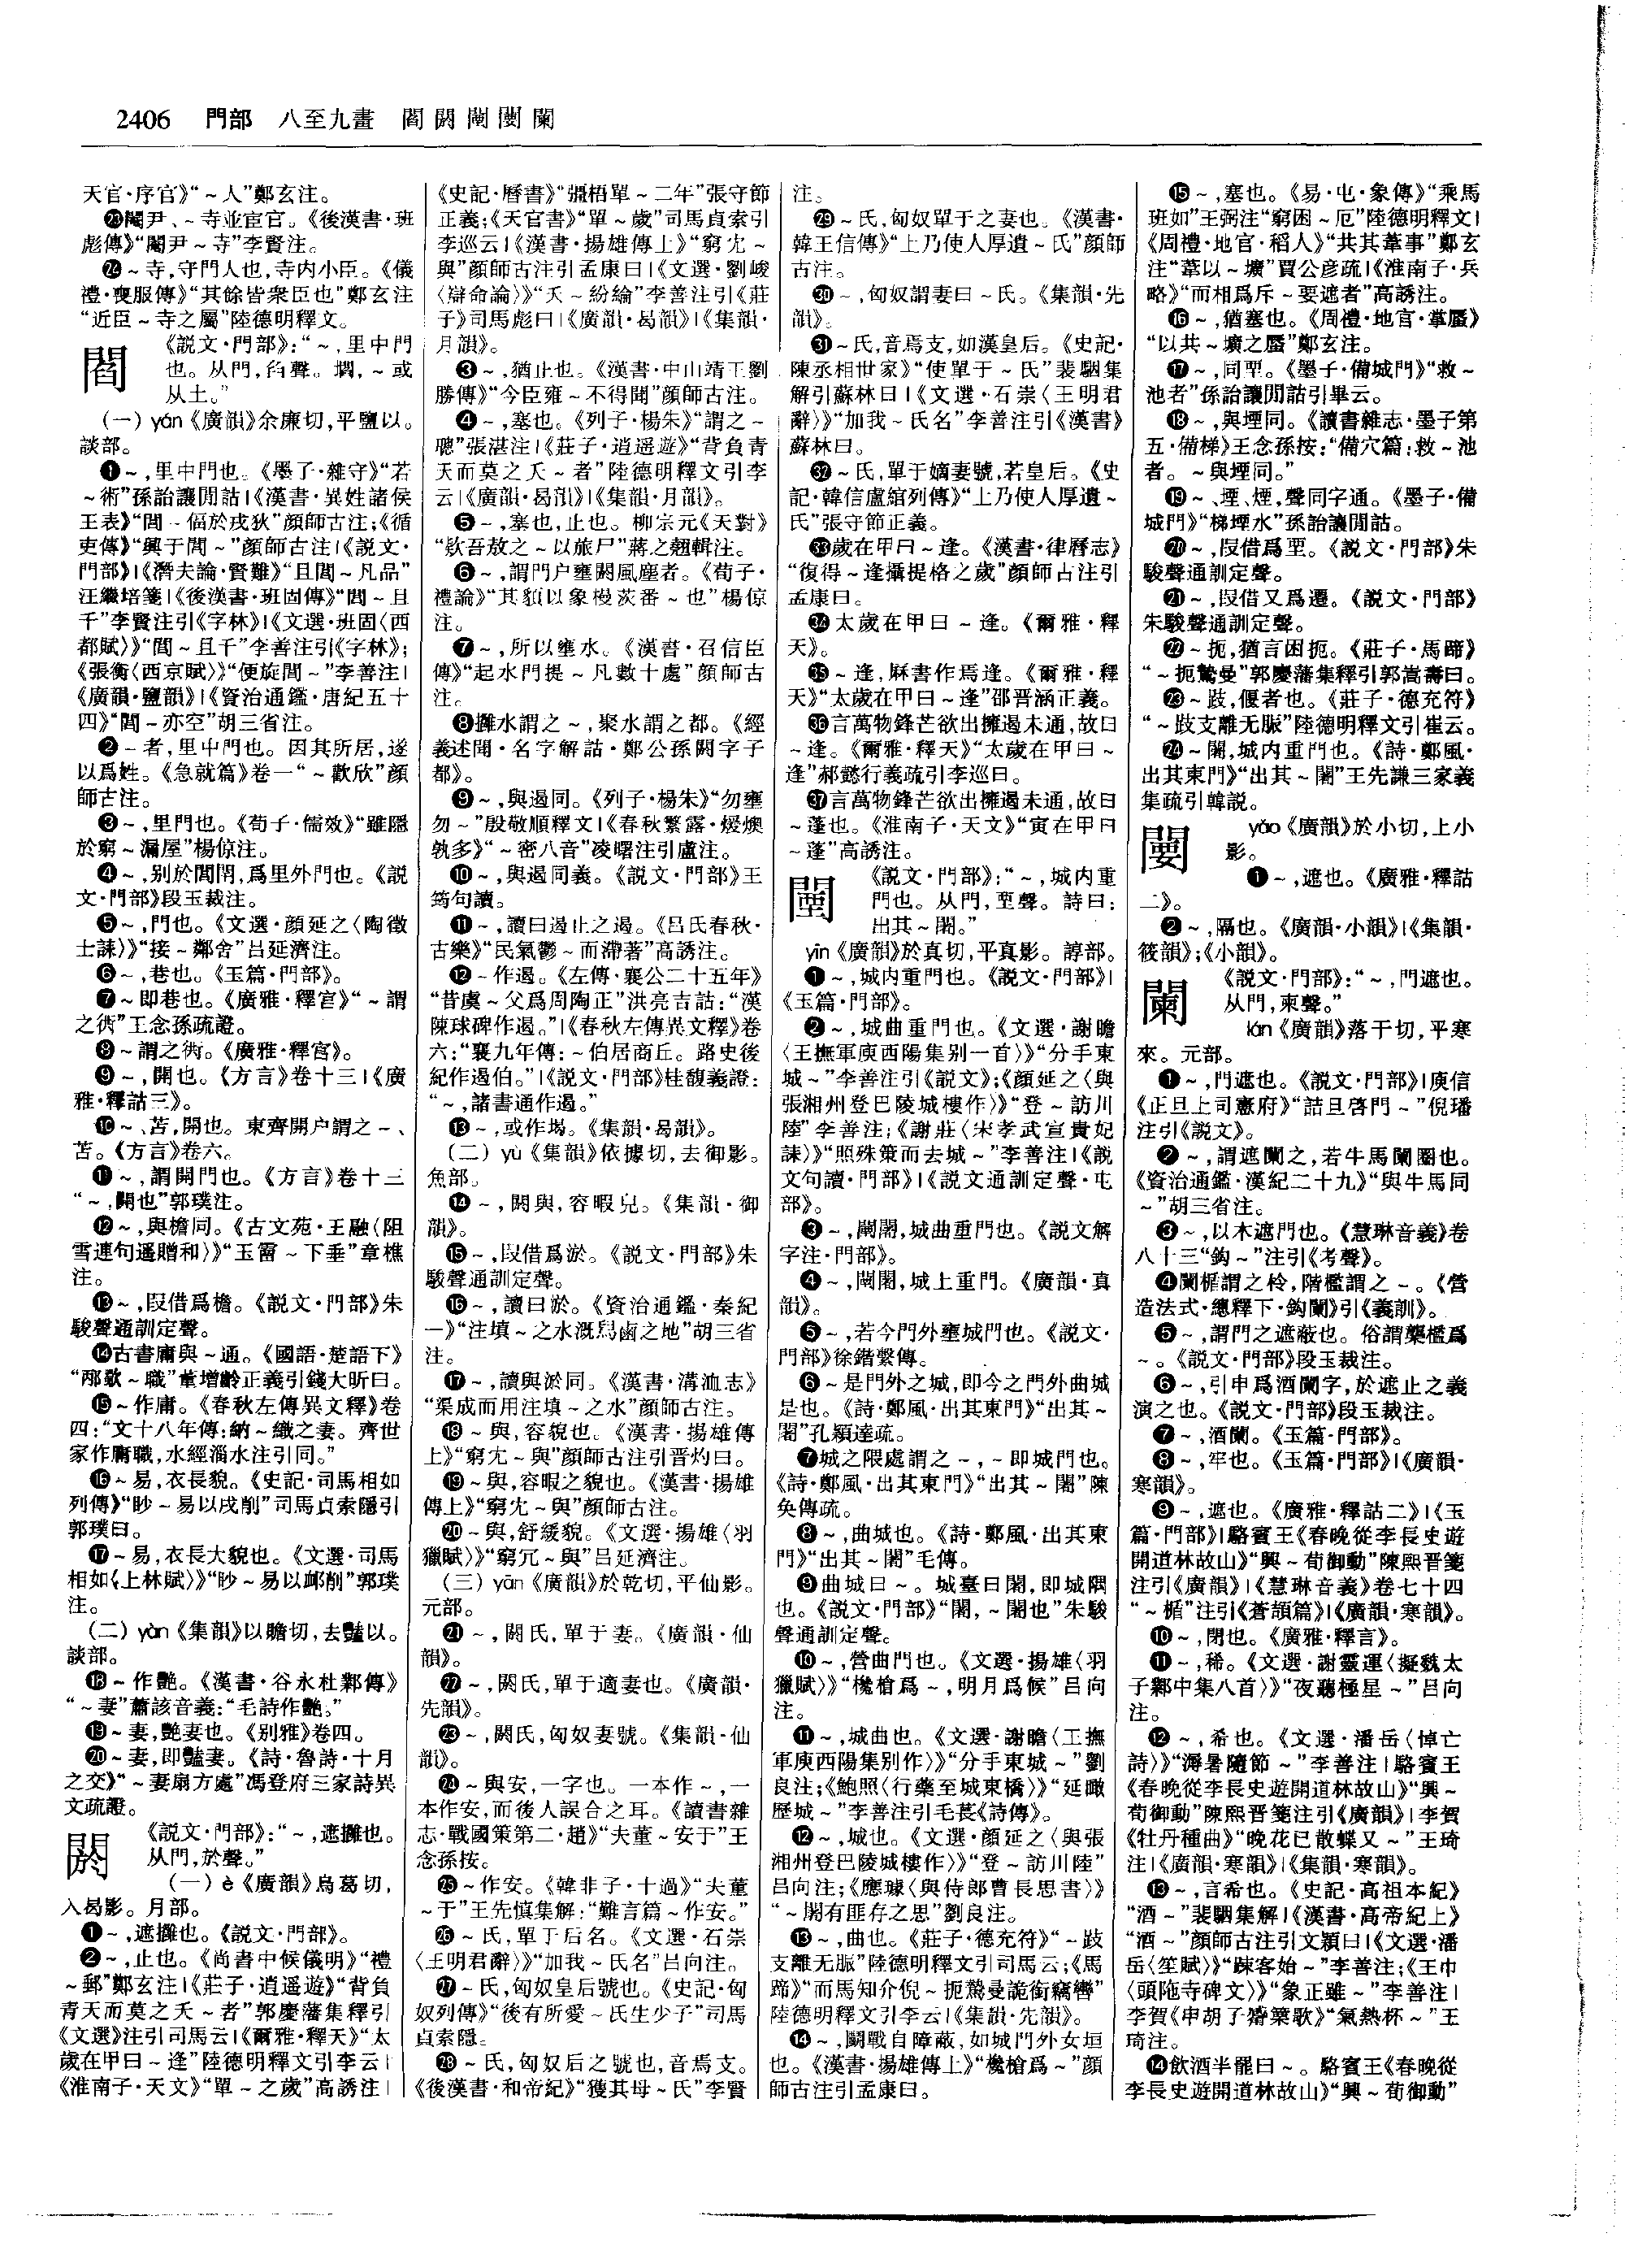 2406 門部 八至九畫 閻閼闉闄闌
天官·序官》“～人”鄭玄注。
㉓閹尹、～寺並宦官。《後漢書·班
彪傳》“閹尹～寺”李賢注。
㉔～寺,守門人也,寺内小臣。《儀
禮·喪服傳》“其餘皆衆臣也”鄭玄注
“近臣～寺之屬”陸德明釋文。
閻 《説文·門部》:“～,里中門
也。从門,臽聲。壛,～或
从土。”
(一) yán《廣韻》余廉切,平鹽以。
談部。
❶～,里中門也。《墨子·雜守》“若
～術”孫詒讓閒詁|《漢書·異姓諸侯
王表》“閭～偪於戎狄”顔師古注;《循
吏傳》“興于閭～”顔師古注|《説文·
門部》|《潛夫論·賢難》“且閭～凡品”
汪繼培箋|《後漢書·班固傳》“閭～且
千”李賢注引《字林》|《文選·班固〈西
都賦〉》“閭～且千”李善注引《字林》;
《張衡〈西京賦〉》“便旋閭～”李善注|
《廣韻·鹽韻》|《資治通鑑·唐紀五十
四》“閭～亦空”胡三省注。
❷～者,里中門也。因其所居,遂
以爲姓。《急就篇》卷一“～歡欣”顔
師古注。
❸～,里門也。《荀子·儒效》“雖隱
於窮～漏屋”楊倞注。
❹～,别於閭閈,爲里外門也。《説
文·門部》段玉裁注。
❺～,門也。《文選·顔延之〈陶徵
士誄〉》“接～鄰舍”吕延濟注。
❻～,巷也。《玉篇·門部》。
❼～即巷也。《廣雅·釋宫》“～謂
之衖”王念孫疏證。
❽～謂之衖。《廣雅·釋宫》。
❾～,開也。《方言》卷十三|《廣
雅·釋詁三》。
❿～、苫,開也。東齊開户謂之～、
苫。《方言》卷六。
⓫～,謂開門也。《方言》卷十三
“～,開也”郭璞注。
⓬～,與檐同。《古文苑·王融〈阻
雪連句遥贈和〉》“玉霤～下垂”章樵
注。
⓭～,叚借爲檐。《説文·門部》朱
駿聲通訓定聲。
⓮古書庸與～通。《國語·楚語下》
“邴歜～職”董增齡正義引錢大昕曰。
⓯～作庸。《春秋左傳異文釋》卷
四:“文十八年傳:納～織之妻。齊世
家作庸職,水經淄水注引同。”
⓰～易,衣長貌。《史記·司馬相如
列傳》“眇～易以戌削”司馬貞索隱引
郭璞曰。
⓱～易,衣長大貌也。《文選·司馬
相如〈上林賦〉》“眇～易以䘏削”郭璞
注。
(二) yàn《集韻》以贍切,去豔以。
談部。
⓲～作艷。《漢書·谷永杜鄴傳》
“～妻”蕭該音義:“毛詩作艷。”
⓳～妻,艷妻也。《别雅》卷四。
⓴～妻,即豔妻。《詩·魯詩·十月
之交》“～妻扇方處”馮登府三家詩異
文疏證。
閼 《説文·門部》:“～,遮攤也。
从門,於聲。”
(一) è《廣韻》烏葛切,
入曷影。月部。
❶～,遮攤也。《説文·門部》。
❷～,止也。《尚書中候儀明》“禮
～郵”鄭玄注|《莊子·逍遥遊》“背負
青天而莫之夭～者”郭慶藩集釋引
《文選》注引司馬云|《爾雅·釋天》“太
歲在甲曰～逢”陸德明釋文引李云|
《淮南子·天文》“單～之歲”高誘注|
《史記·曆書》“彊梧單～二年”張守節
正義;《天官書》“單～歲”司馬貞索引
李巡云|《漢書·揚雄傳上》“窮冘～
與”顔師古注引孟康曰|《文選·劉峻
〈辯命論〉》“夭～紛綸”李善注引《莊
子》司馬彪曰|《廣韻·曷韻》|《集韻·
月韻》。
❸～,猶止也。《漢書·中山靖王劉
勝傳》“今臣雍～不得聞”顔師古注。
❹～,塞也。《列子·楊朱》“謂之～
聰”張湛注|《莊子·逍遥遊》“背負青
天而莫之夭～者”陸德明釋文引李
云|《廣韻·曷韻》|《集韻·月韻》。
❺～,塞也,止也。柳宗元《天對》
“欸吾敖之～以旅尸”蔣之翹輯注。
❻～,謂門户壅閼風塵者。《荀子·
禮論》“其䫉以象椶茨番～也”楊倞
注。
❼～,所以壅水。《漢書·召信臣
傳》“起水門提～凡數十處”顔師古
注。
❽攤水謂之～,聚水謂之都。《經
義述聞·名字解詁·鄭公孫閼字子
都》。
❾～,與遏同。《列子·楊朱》“勿壅
勿～”殷敬順釋文|《春秋繁露·煖燠
孰多》“～密八音”凌曙注引盧注。
❿～,與遏同義。《説文·門部》王
筠句讀。
⓫～,讀曰遏止之遏。《吕氏春秋·
古樂》“民氣鬱～而滯著”高誘注。
⓬～作遏。《左傳·襄公二十五年》
“昔虞～父爲周陶正”洪亮吉詁:“漢
陳球碑作遏。”|《春秋左傳異文釋》卷
六:“襄九年傳:～伯居商丘。路史後
紀作遏伯。”|《説文·門部》桂馥義證:
“～,諸書通作遏。”
⓭～,或作堨。《集韻·曷韻》。
(二) yù《集韻》依據切,去御影。
魚部。
⓮～,閼與,容暇皃。《集韻·御
韻》。
⓯～,叚借爲淤。《説文·門部》朱
駿聲通訓定聲。
⓰～,讀曰於。《資治通鑑·秦紀
一》“注填～之水溉舄鹵之地”胡三省
注。
⓱～,讀與淤同。《漢書·溝洫志》
“渠成而用注填～之水”顔師古注。
⓲～與,容貌也。《漢書·揚雄傳
上》“窮冘～與”顔師古注引晋灼曰。
⓳～與,容暇之貌也。《漢書·揚雄
傳上》“窮冘～與”顔師古注。
⓴～與,舒緩貌。《文選·揚雄〈羽
獵賦〉》“窮冗～與”吕延濟注。
(三) yān《廣韻》於乾切,平仙影。
元部。
㉑～,閼氏,單于妻。《廣韻·仙
韻》。
㉒～,閼氏,單于適妻也。《廣韻·
先韻》。
㉓～,閼氏,匈奴妻號。《集韻·仙
韻》。
㉔～與安,一字也。一本作～,一
本作安,而後人誤合之耳。《讀書雜
志·戰國策第二·趙》“夫董～安于”王
念孫按。
㉕～作安。《韓非子·十過》“夫董
～于”王先慎集解:“難言篇～作安。”
㉖～氏,單于后名。《文選·石崇
〈王明君辭〉》“加我～氏名”吕向注。
㉗～氏,匈奴皇后號也。《史記·匈
奴列傳》“後有所愛～氏生少子”司馬
貞索隱。
㉘～氏,匈奴后之號也,音焉支。
《後漢書·和帝紀》“獲其母～氏”李賢
注。
㉙～氏,匈奴單于之妻也。《漢書·
韓王信傳》“上乃使人厚遺～氏”顔師
古注。
㉚～,匈奴謂妻曰～氏。《集韻·先
韻》。
㉛～氏,音焉支,如漢皇后。《史記·
陳丞相世家》“使單于～氏”裴駰集
解引蘇林曰|《文選·石崇〈王明君
辭〉》“加我～氏名”李善注引《漢書》
蘇林曰。
㉜～氏,單于嫡妻號,若皇后。《史
記·韓信盧綰列傳》“上乃使人厚遺～
氏”張守節正義。
㉝歲在甲曰～逢。《漢書·律曆志》
“復得～逢攝提格之歲”顔師古注引
孟康曰。
㉞太歲在甲曰～逢。《爾雅·釋
天》。
㉟～逢,厤書作焉逢。《爾雅·釋
天》“太歲在甲曰～逢”邵晋涵正義。
㊱言萬物鋒芒欲出擁遏未通,故曰
～逢。《爾雅·釋天》“太歲在甲曰～
逢”郝懿行義疏引李巡曰。
㊲言萬物鋒芒欲出擁遏未通,故曰
～蓬也。《淮南子·天文》“寅在甲曰
～蓬”高誘注。
闉 《説文·門部》:“～,城内重
門也。从門,垔聲。詩曰:
出其～闍。”
yīn《廣韻》於真切,平真影。諄部。
❶～,城内重門也。《説文·門部》|
《玉篇·門部》。
❷～,城曲重門也。《文選·謝瞻
〈王撫軍庾西陽集别一首〉》“分手東
城～”李善注引《説文》;《顔延之〈與
張湘州登巴陵城樓作〉》“登～訪川
陸”李善注;《謝莊〈宋孝武宣貴妃
誄〉》“照殊策而去城～”李善注|《説
文句讀·門部》|《説文通訓定聲·屯
部》。
❸～,闉闍,城曲重門也。《説文解
字注·門部》。
❹～,闉闍,城上重門。《廣韻·真
韻》。
❺～,若今門外壅城門也。《説文·
門部》徐鍇繫傳。
❻～是門外之城,即今之門外曲城
是也。《詩·鄭風·出其東門》“出其～
闍”孔穎達疏。
❼城之隈處謂之～,～即城門也。
《詩·鄭風·出其東門》“出其～闍”陳
奂傳疏。
❽～,曲城也。《詩·鄭風·出其東
門》“出其～闍”毛傳。
❾曲城曰～。城臺曰闍,即城隅
也。《説文·門部》“闍,～闍也”朱駿
聲通訓定聲。
❿～,營曲門也。《文選·揚雄〈羽
獵賦〉》“欃槍爲～,明月爲候”吕向
注。
⓫～,城曲也。《文選·謝瞻〈王撫
軍庾西陽集别作〉》“分手東城～”劉
良注;《鮑照〈行藥至城東橋〉》“延瞰
歷城～”李善注引毛萇《詩傳》。
⓬～,城也。《文選·顔延之〈與張
湘州登巴陵城樓作〉》“登～訪川陸”
吕向注;《應璩〈與侍郎曹長思書〉》
“～闍有匪存之思”劉良注。
⓭～,曲也。《莊子·德充符》“～跂
支離无脤”陸德明釋文引司馬云;《馬
蹄》“而馬知介倪～扼鷙曼詭銜竊轡”
陸德明釋文引李云|《集韻·先韻》。
⓮～,鬭戰自障蔽,如城門外女垣
也。《漢書·揚雄傳上》“欃槍爲～”顔
師古注引孟康曰。
⓯～,塞也。《易·屯·象傳》“乘馬
班如”王弼注“窮困～厄”陸德明釋文|
《周禮·地官·稻人》“共其葦事”鄭玄
注“葦以～壙”賈公彦疏|《淮南子·兵
略》“而相爲斥～要遮者”高誘注。
⓰～,猶塞也。《周禮·地官·掌蜃》
“以共～壙之蜃”鄭玄注。
⓱～,同垔。《墨子·備城門》“救～
池者”孫詒讓閒詁引畢云。
⓲～,與堙同。《讀書雜志·墨子第
五·備梯》王念孫按:“備穴篇:救～池
者。～與堙同。”
⓳～、堙、煙,聲同字通。《墨子·備
城門》“梯堙水”孫詒讓閒詁。
⓴～,叚借爲垔。《説文·門部》朱
駿聲通訓定聲。
㉑～,叚借又爲遷。《説文·門部》
朱駿聲通訓定聲。
㉒～扼,猶言困扼。《莊子·馬蹄》
“～扼驚曼”郭慶藩集釋引郭嵩燾曰。
㉓～跂,偃者也。《莊子·德充符》
“～跂支離无脤”陸德明釋文引崔云。
㉔～闍,城内重門也。《詩·鄭風·
出其東門》“出其～闍”王先謙三家義
集疏引韓説。
闄 yǎo《廣韻》於小切,上小
影。
❶～,遮也。《廣雅·釋詁
二》。
❷～,隔也。《廣韻·小韻》|《集韻·
筱韻》;《小韻》。
闌 《説文·門部》:“～,門遮也。
从門,柬聲。”
lán《廣韻》落干切,平寒
來。元部。
❶～,門遮也。《説文·門部》|庾信
《正旦上司憲府》“詰旦啓門～”倪璠
注引《説文》。
❷～,謂遮闌之,若牛馬闌圈也。
《資治通鑑·漢紀二十九》“與牛馬同
～”胡三省注。
❸～,以木遮門也。《慧琳音義》卷
八十三“鈎～”注引《考聲》。
❹闌楯謂之柃,階檻謂之～。《營
造法式·總釋下·鈎闌》引《義訓》。
❺～,謂門之遮蔽也。俗謂櫳檻爲
～。《説文·門部》段玉裁注。
❻～,引申爲酒闌字,於遮止之義
演之也。《説文·門部》段玉裁注。
❼～,酒闌。《玉篇·門部》。
❽～,牢也。《玉篇·門部》|《廣韻·
寒韻》。
❾～,遮也。《廣雅·釋詁二》|《玉
篇·門部》|駱賓王《春晚從李長史遊
開道林故山》“興～荀御動”陳熙晋箋
注引《廣韻》|《慧琳音義》卷七十四
“～楯”注引《蒼頡篇》|《廣韻·寒韻》。
❿～,閉也。《廣雅·釋言》。
⓫～,稀。《文選·謝靈運〈擬魏太
子鄴中集八首〉》“夜聽極星～”吕向
注。
⓬～,希也。《文選·潘岳〈悼亡
詩〉》“溽暑隨節～”李善注|駱賓王
《春晚從李長史遊開道林故山》“興～
荀御動”陳熙晋箋注引《廣韻》|李賀
《牡丹種曲》“晚花已散蝶又～”王琦
注|《廣韻·寒韻》|《集韻·寒韻》。
⓭～,言希也。《史記·高祖本紀》
“酒～”裴駰集解|《漢書·高帝紀上》
“酒～”顔師古注引文穎曰|《文選·潘
岳〈笙賦〉》“疎客始～”李善注;《王巾
〈頭陁寺碑文〉》“象正雖～”李善注|
李賀《申胡子觱篥歌》“氣熱杯～”王
琦注。
⓮飲酒半罷曰～。駱賓王《春晚從
李長史遊開道林故山》“興～荀御動”